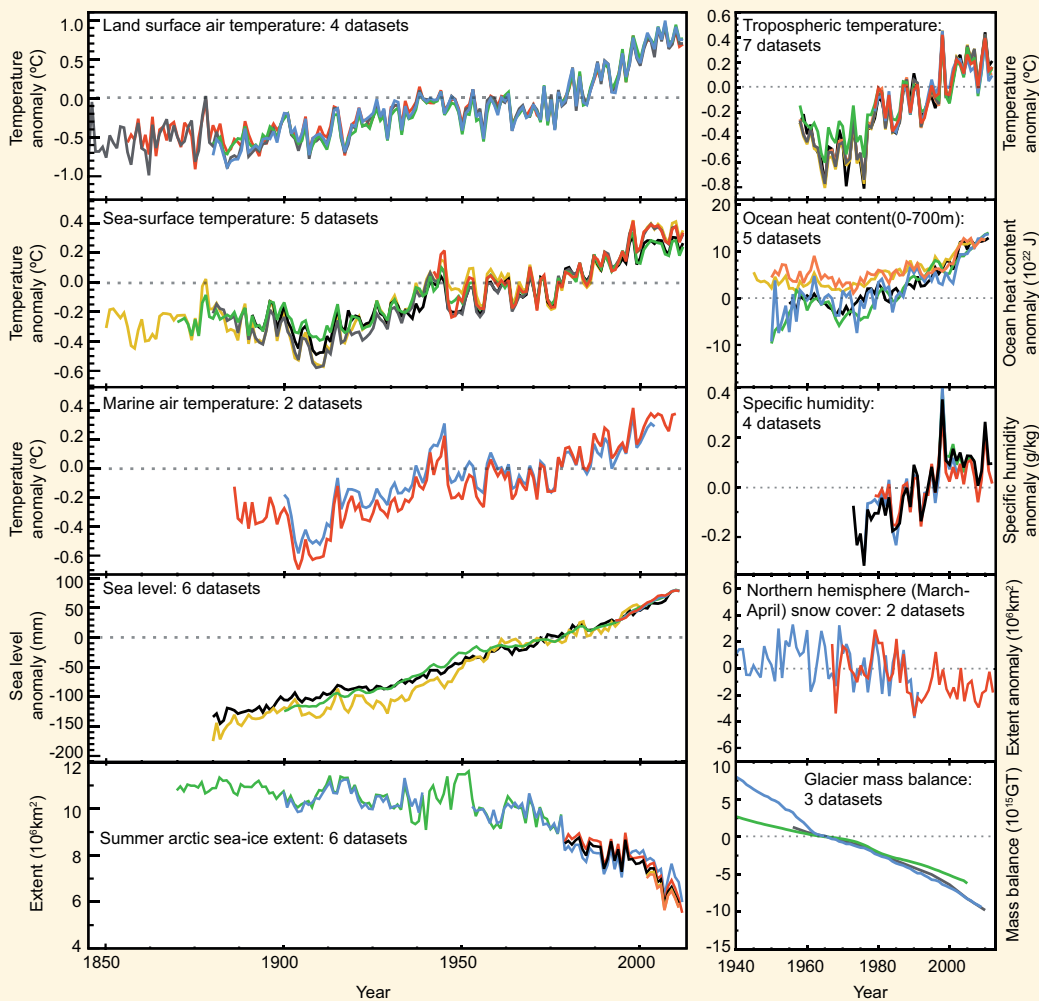 Land surface air temperature: 4 datasets
Temperature
anomaly (ºC)
1.0
0.5
0.0
-0.5
-1.0
Sea-surface temperature: 5 datasets
Temperature
anomaly (ºC)
0.4
0.2
0.0
-0.2
-0.4
-0.6
Marine air temperature: 2 datasets
Temperature
anomaly (ºC)
0.4
0.2
0.0
-0.2
-0.4
-0.6
Sea level: 6 datasets
Sea level
anomaly (mm)
100
50
0
-50
-100
-150
-200
Summer arctic sea-ice extent: 6 datasets
Extent (10⁶km²)
12
10
8
6
4
1850 1900 1950 2000
Year
Tropospheric temperature:
7 datasets
Temperature
anomaly (ºC)
0.6
0.4
0.2
0.0
-0.2
-0.4
-0.6
-0.8
Ocean heat content(0-700m):
5 datasets
Ocean heat content
anomaly (10²² J)
20
10
0
-10
Specific humidity:
4 datasets
Specific humidity
anomaly (g/kg)
0.4
0.2
0.0
-0.2
Northern hemisphere (March-
April) snow cover: 2 datasets
Extent anomaly (10⁶km²)
6
4
2
0
-2
-4
-6
Glacier mass balance:
3 datasets
Mass balance (10¹⁵GT)
10
5
0
-5
-10
-15
1940 1960 1980 2000
Year